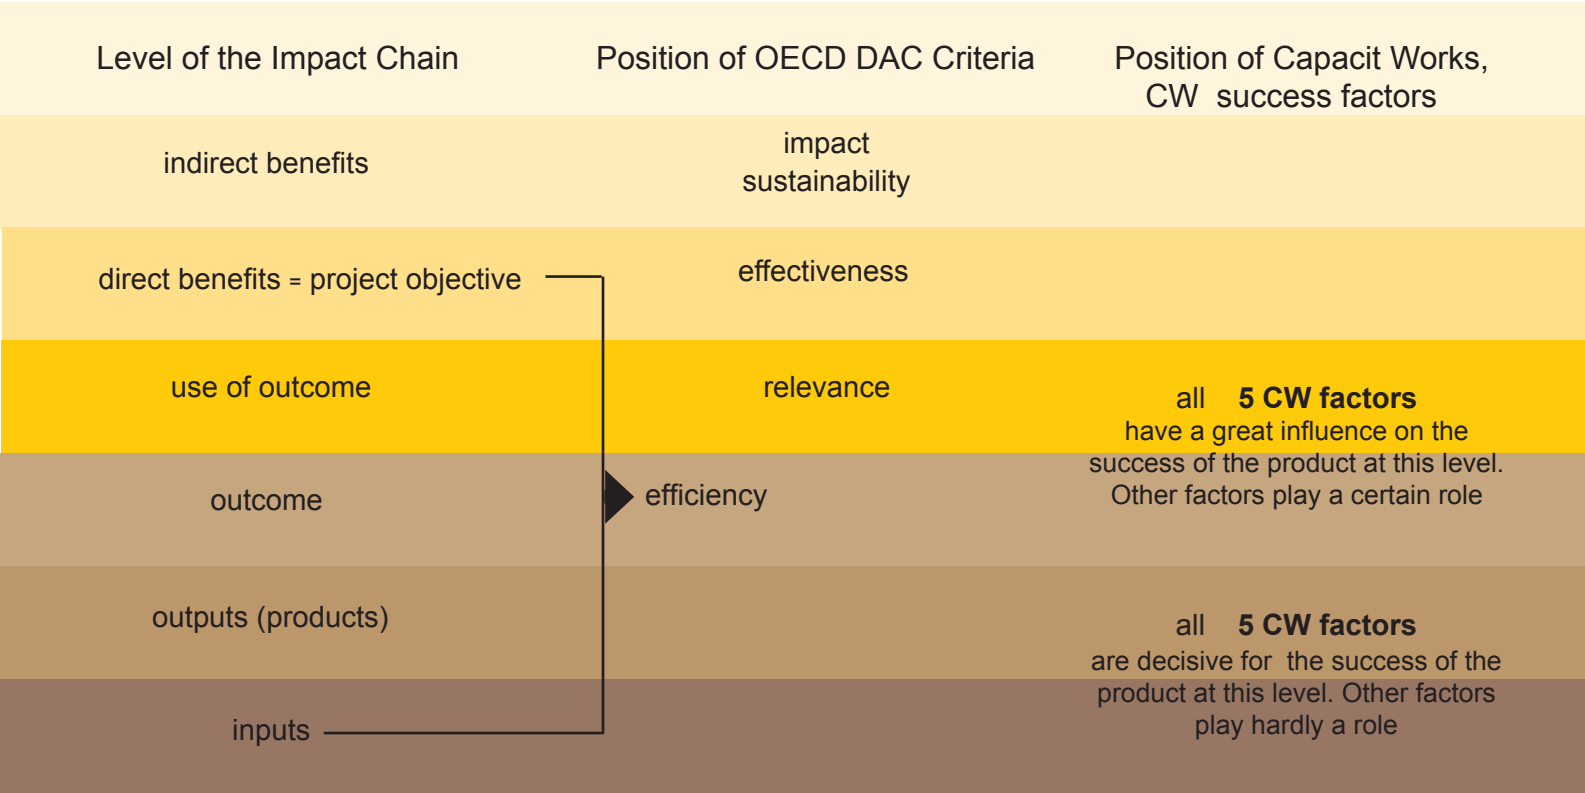 Level of the Impact Chain
Position of OECD DAC Criteria
Position of Capacit Works,
CW success factors
indirect benefits
impact
sustainability
direct benefits = project objective
effectiveness
use of outcome
relevance
all 5 CW factors
have a great influence on the
success of the product at this level.
Other factors play a certain role
outcome
efficiency
outputs (products)
all 5 CW factors
are decisive for the success of the
product at this level. Other factors
play hardly a role
inputs